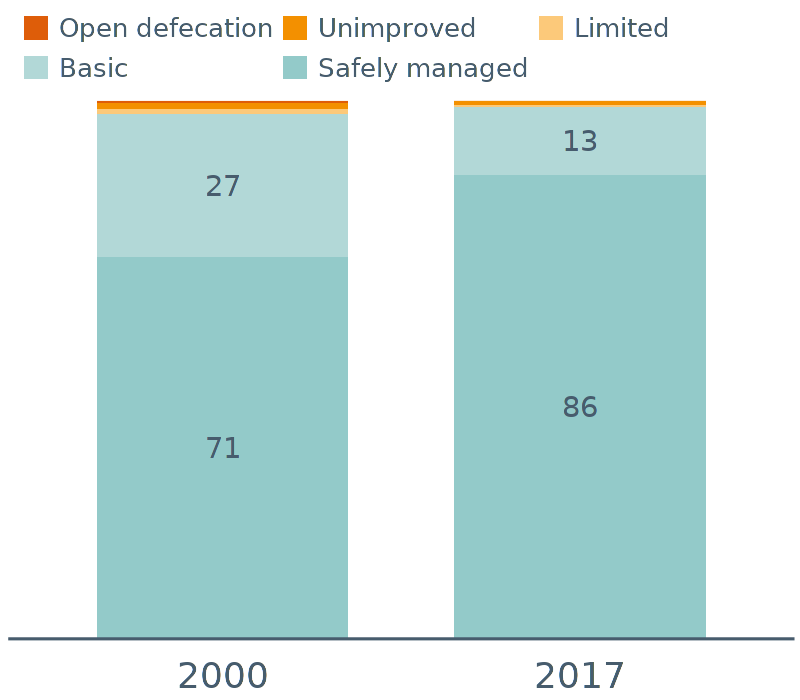 Open defecation Unimproved Limited
Basic Safely managed
27
13
71
86
2000 2017